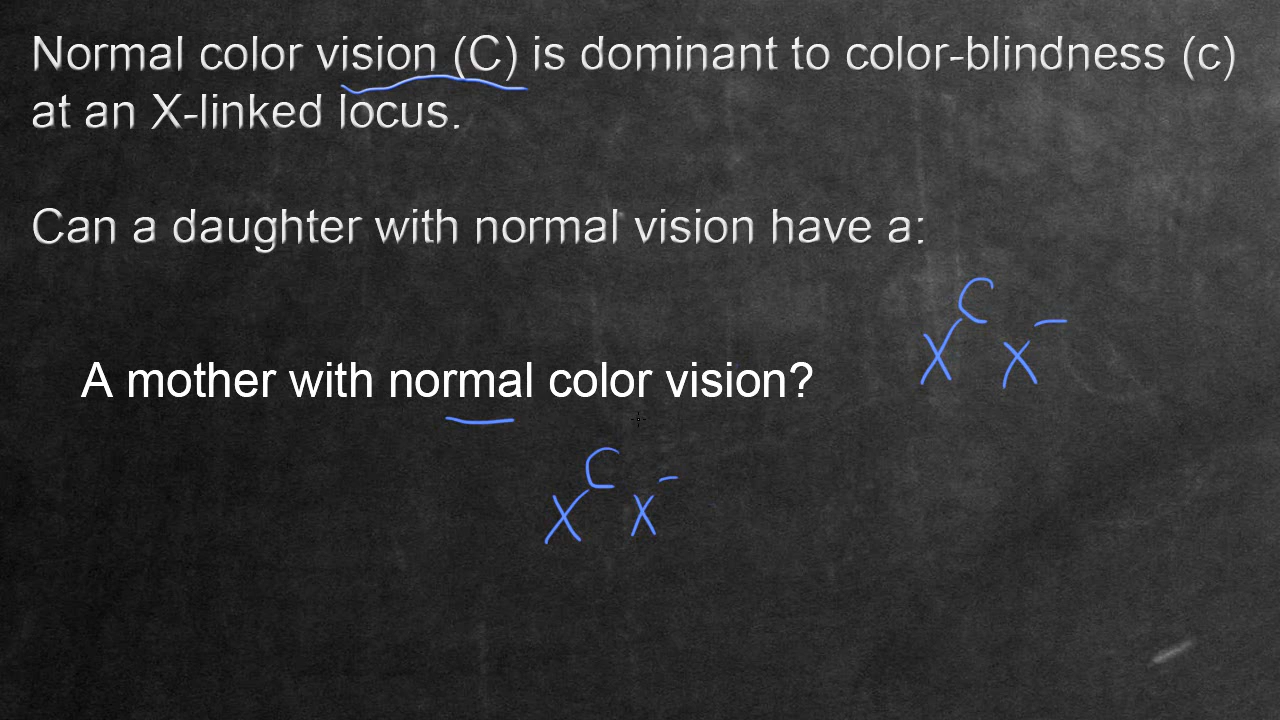 Normal color vision (C) is dominant to color-blindness (c)
at an X-linked locus.
Can a daughter with normal vision have a:
X^C X^-
A mother with normal color vision?
X^C X^-